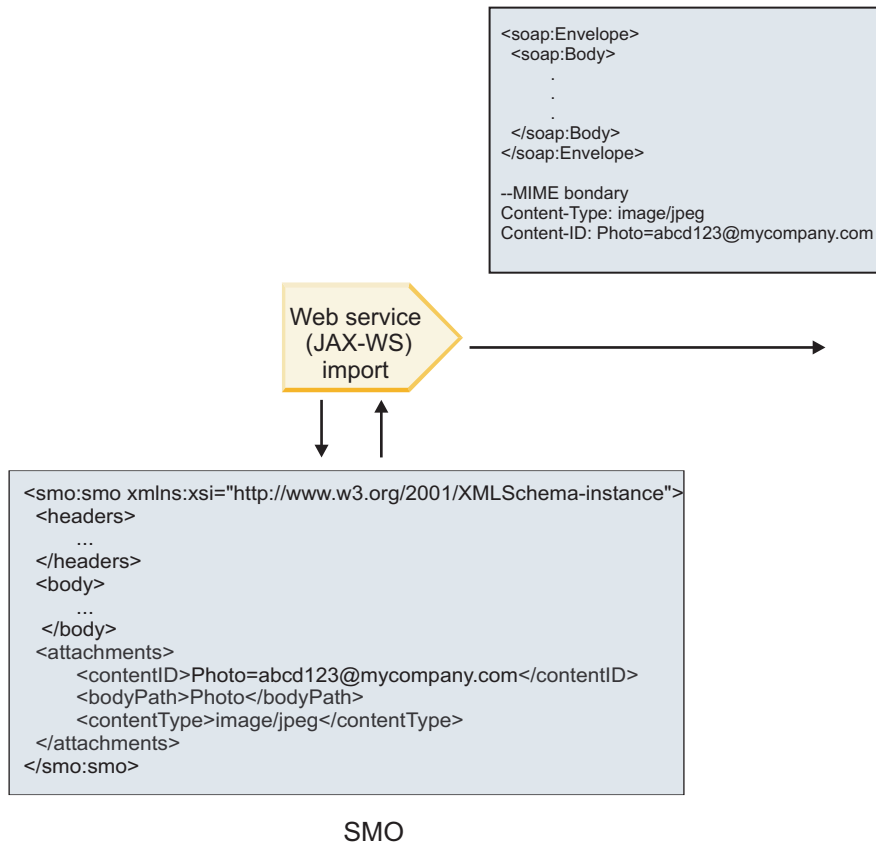 <soap:Envelope>
<soap:Body>
.
.
.
</soap:Body>
</soap:Envelope>
--MIME bondary
Content-Type: image/jpeg
Content-ID: Photo=abcd123@mycompany.com
Web service
(JAX-WS)
import
<smo:smo xmlns:xsi="http://www.w3.org/2001/XMLSchema-instance">
<headers>
...
</headers>
<body>
...
</body>
<attachments>
<contentID>Photo=abcd123@mycompany.com</contentID>
<bodyPath>Photo</bodyPath>
<contentType>image/jpeg</contentType>
</attachments>
</smo:smo>
SMO